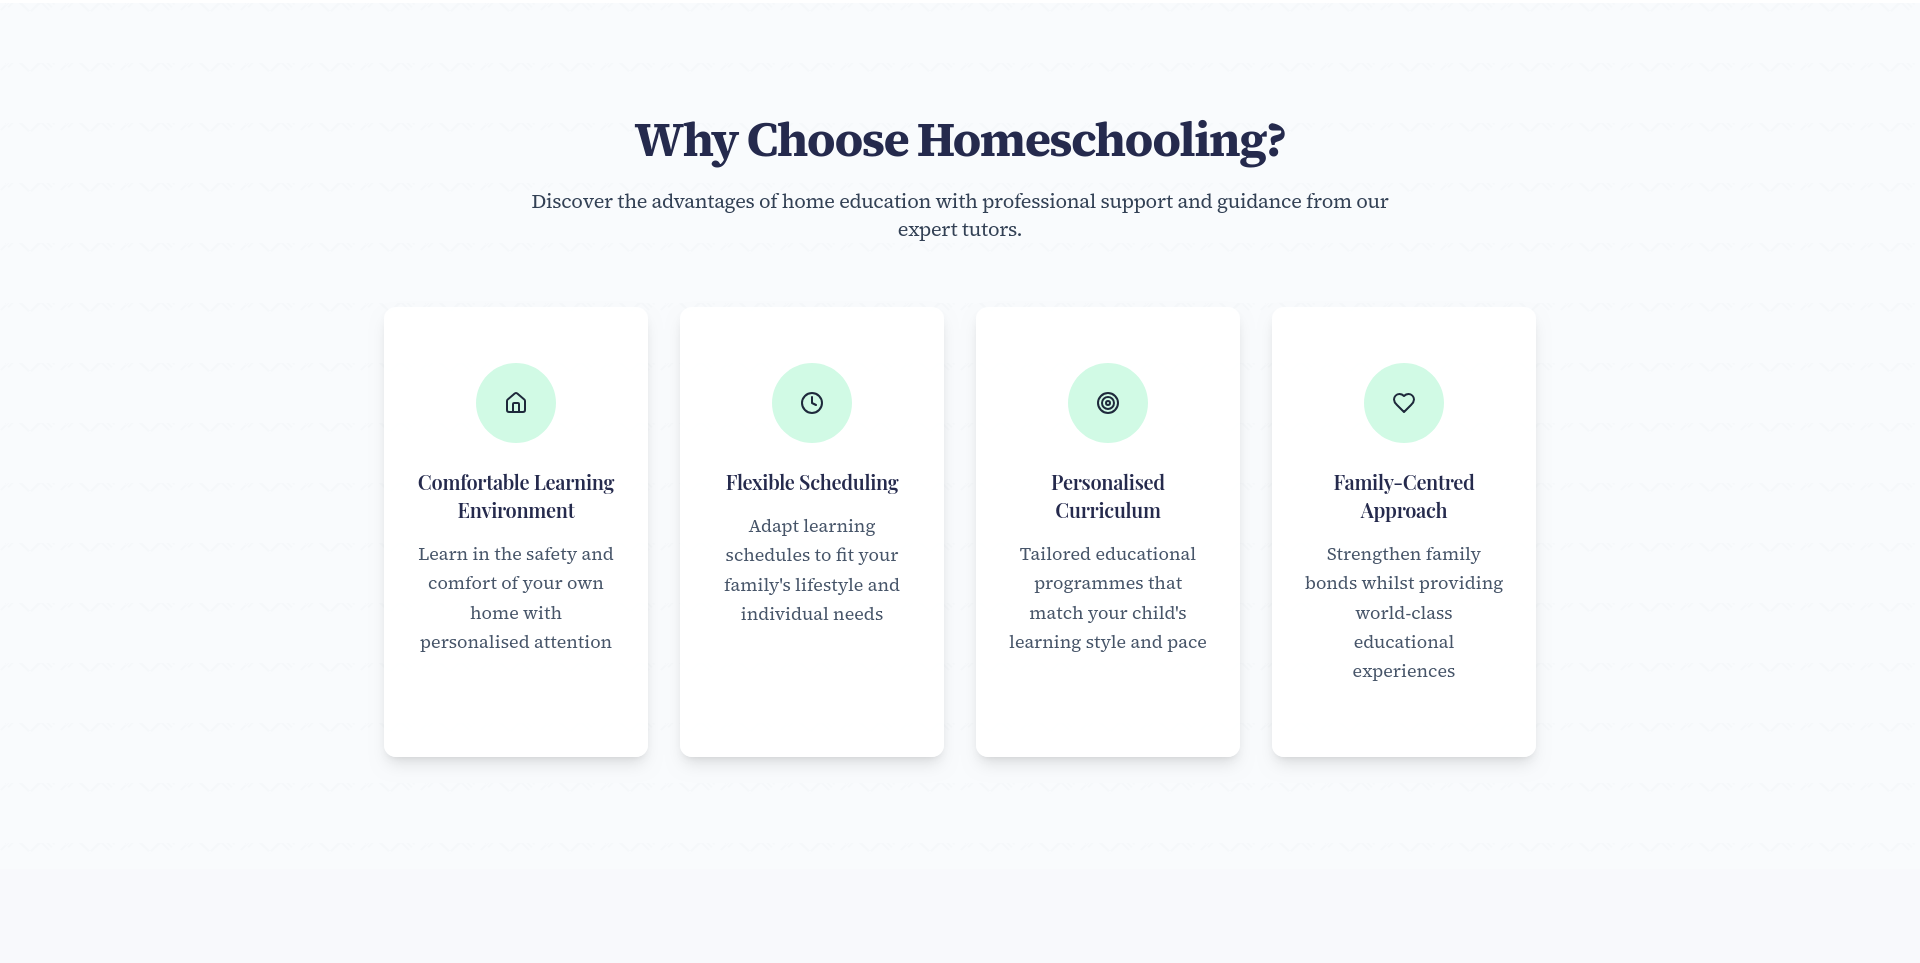 Why Choose Homeschooling?
Discover the advantages of home education with professional support and guidance from our
expert tutors.
Comfortable Learning
Environment
Learn in the safety and
comfort of your own
home with
personalised attention
Flexible Scheduling
Adapt learning
schedules to fit your
family's lifestyle and
individual needs
Personalised
Curriculum
Tailored educational
programmes that
match your child's
learning style and pace
Family-Centred
Approach
Strengthen family
bonds whilst providing
world-class
educational
experiences